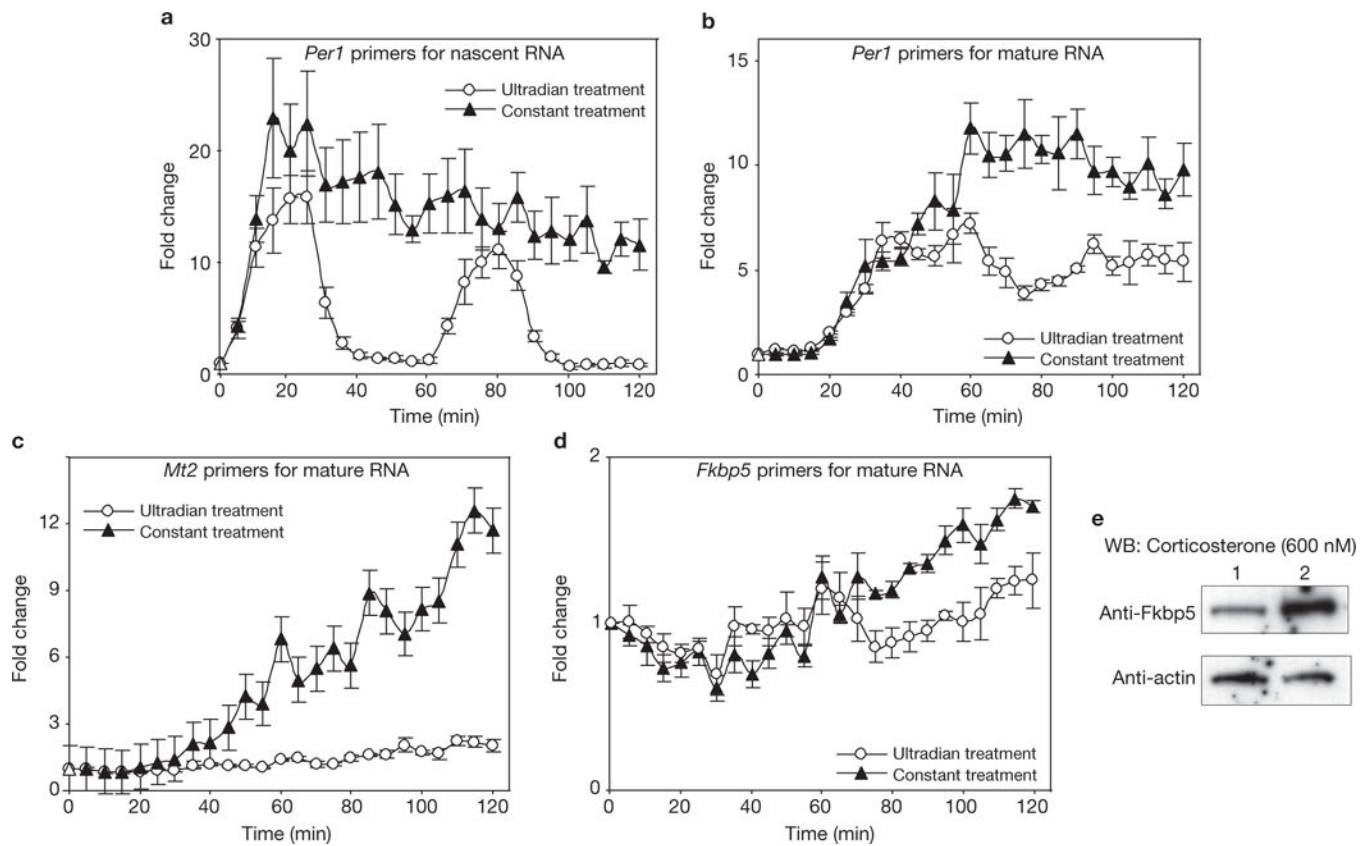 a
Per1 primers for nascent RNA
Ultradian treatment
Constant treatment
30
20
10
0
Fold change
0 20 40 60 80 100 120
Time (min)
b
Per1 primers for mature RNA
15
10
5
0
Fold change
Ultradian treatment
Constant treatment
0 20 40 60 80 100 120
Time (min)
c
Mt2 primers for mature RNA
Ultradian treatment
Constant treatment
12
9
6
3
0
Fold change
0 20 40 60 80 100 120
Time (min)
d
Fkbp5 primers for mature RNA
2
1
0
Fold change
Ultradian treatment
Constant treatment
0 20 40 60 80 100 120
Time (min)
e
WB: Corticosterone (600 nM)
1 2
Anti-Fkbp5
Anti-actin